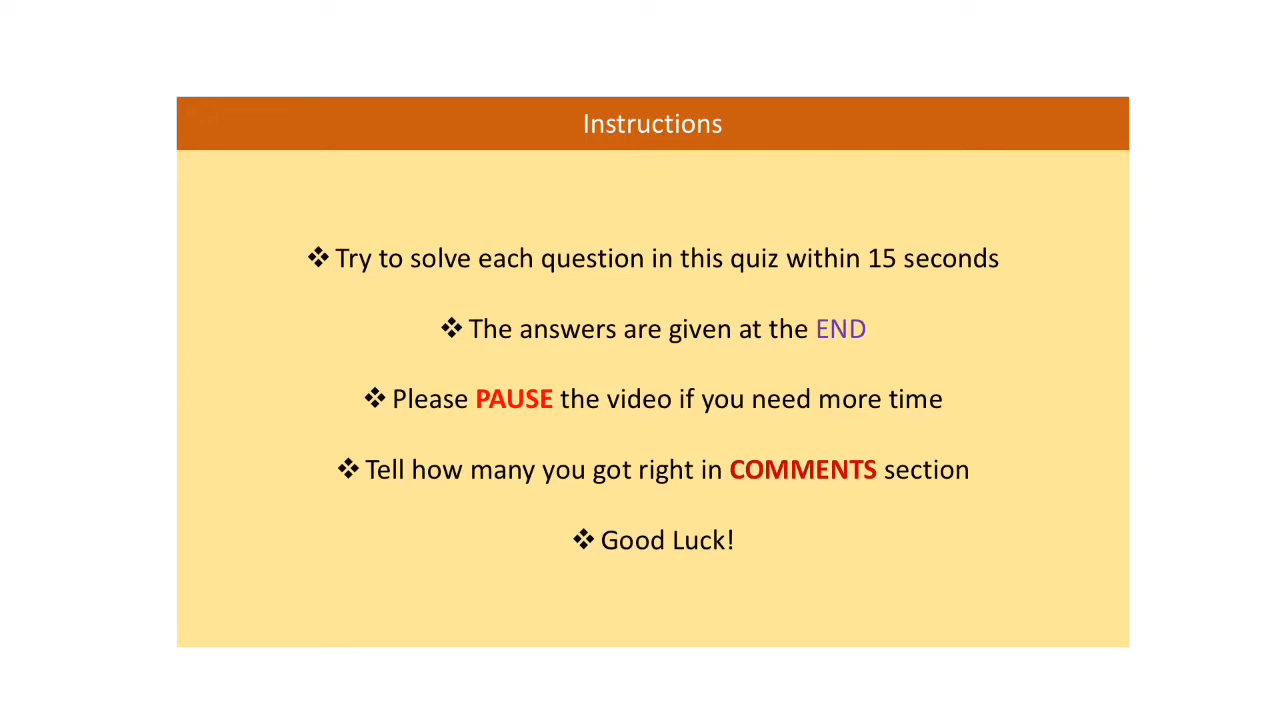 Instructions
❖ Try to solve each question in this quiz within 15 seconds
❖ The answers are given at the END
❖ Please PAUSE the video if you need more time
❖ Tell how many you got right in COMMENTS section
❖ Good Luck!